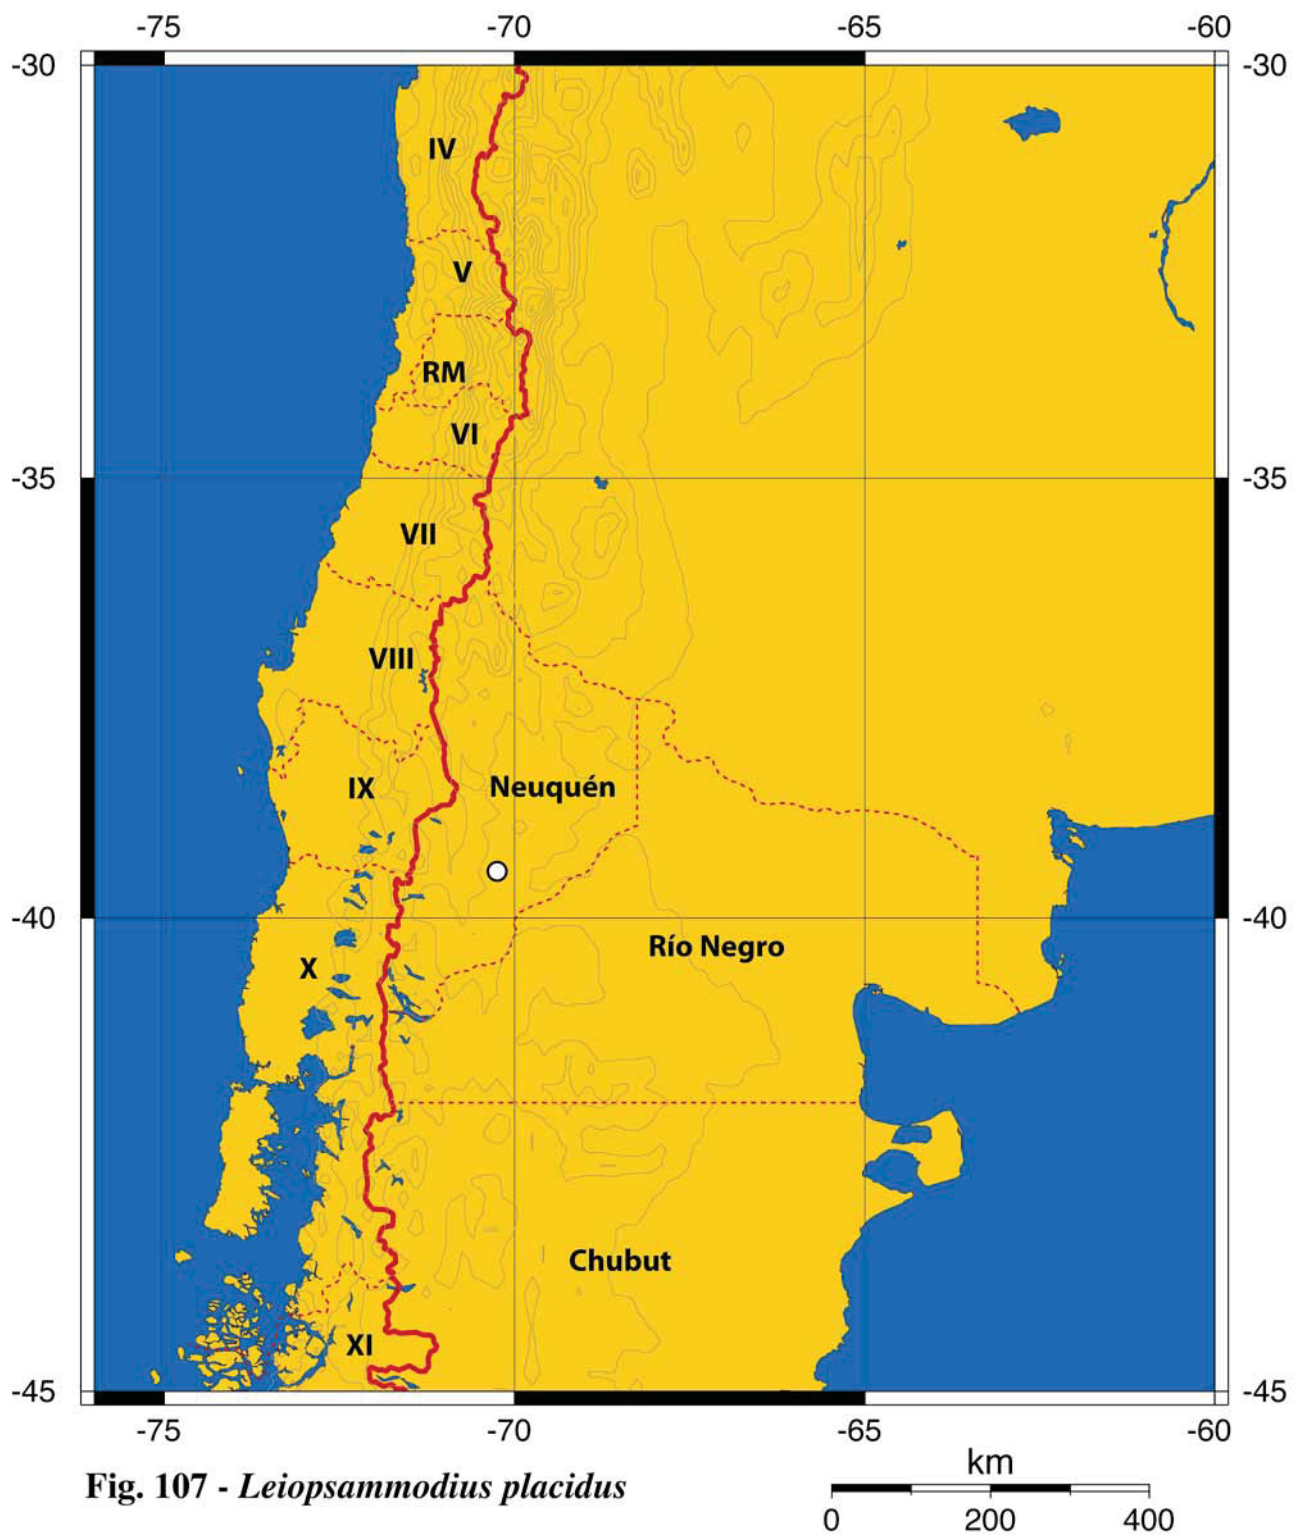 -75 -70 -65 -60
-30 -30
IV
V
RM
VI
-35 -35
VII
VIII
IX Neuquén
-40 -40
Río Negro
X
Chubut
XI
-45 -45
-75 -70 -65 -60
km
Fig. 107 - Leiopsammodius placidus
0 200 400